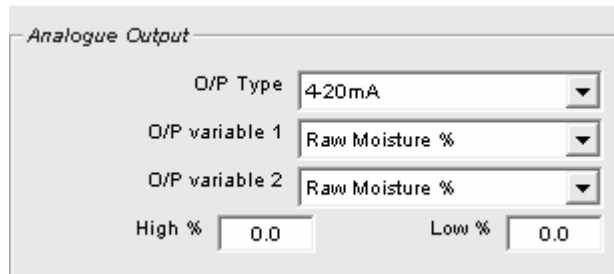 Analogue Output
O/P Type 4-20mA
O/P variable 1 Raw Moisture %
O/P variable 2 Raw Moisture %
High % 0.0 Low % 0.0